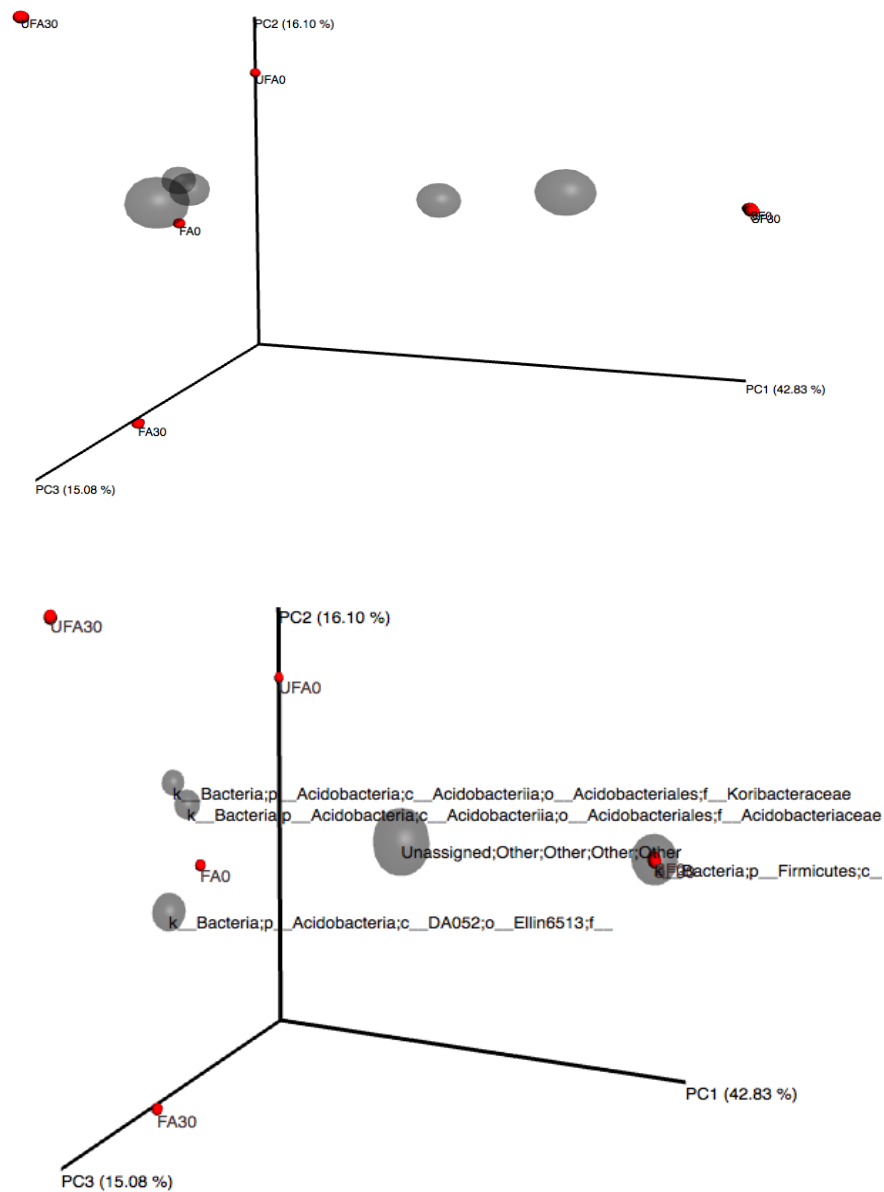 UFA30
PC2 (16.10 %)
UFA0
FA0
PC1 (42.83 %)
FA30
PC3 (15.08 %)
PC2 (16.10 %)
UFA30
UFA0
k__Bacteria;p__Acidobacteria;c__Acidobacteriia;o__Acidobacteriales;f__Koribacteraceae
k__Bacteria;p__Acidobacteria;c__Acidobacteriia;o__Acidobacteriales;f__Acidobacteriaceae
Unassigned;Other;Other;Other;Other
k__Bacteria;p__Firmicutes;c__
FA0
k__Bacteria;p__Acidobacteria;c__DA052;o__Ellin6513;f__
PC1 (42.83 %)
FA30
PC3 (15.08 %)